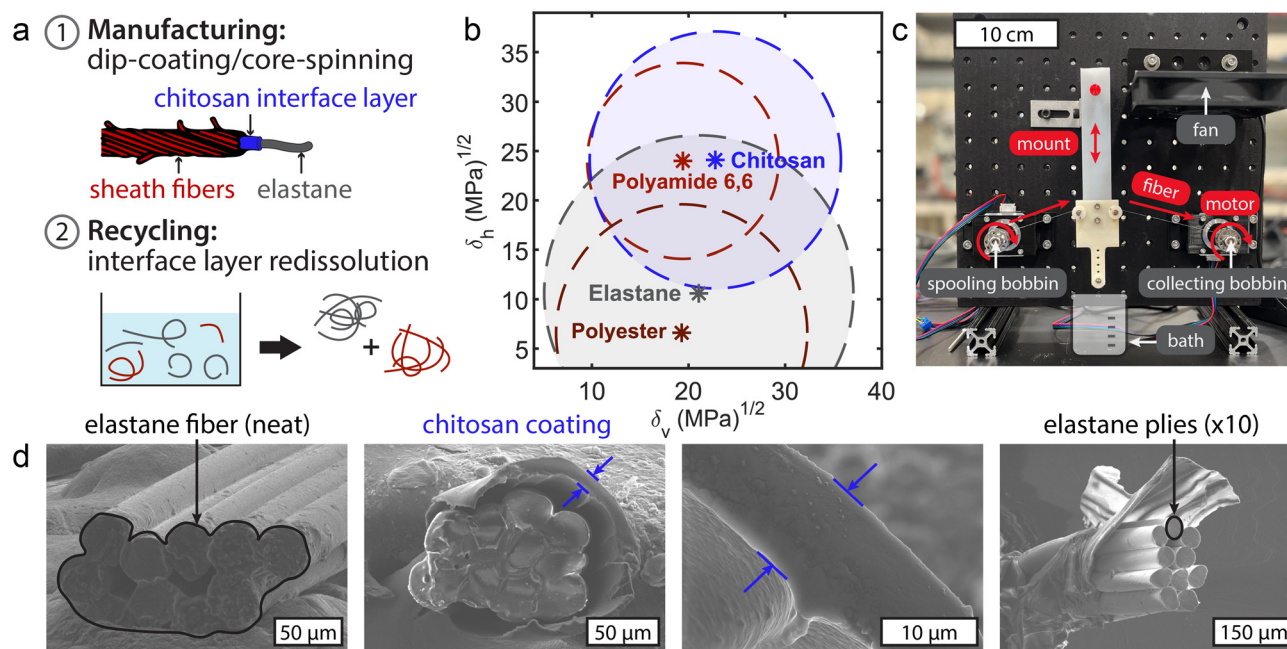 a
1 Manufacturing:
dip-coating/core-spinning
chitosan interface layer
sheath fibers
elastane
2 Recycling:
interface layer redissolution
+
b
δh (MPa)1/2
35
30
25
20
15
10
5
Chitosan
Polyamide 6,6
Elastane
Polyester
10
20
30
40
δv (MPa)1/2
c
10 cm
fan
mount
fiber
motor
spooling bobbin
collecting bobbin
bath
d
elastane fiber (neat)
50 µm
chitosan coating
50 µm
10 µm
elastane plies (x10)
150 µm